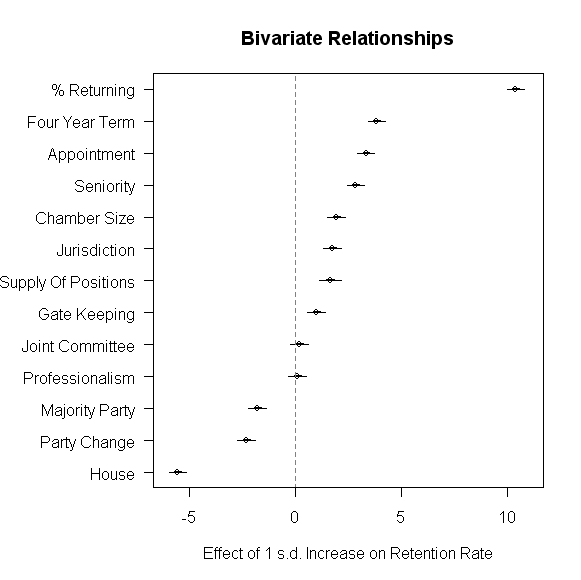 Bivariate Relationships
% Returning
Four Year Term
Appointment
Seniority
Chamber Size
Jurisdiction
Supply Of Positions
Gate Keeping
Joint Committee
Professionalism
Majority Party
Party Change
House
-5 0 5 10
Effect of 1 s.d. Increase on Retention Rate